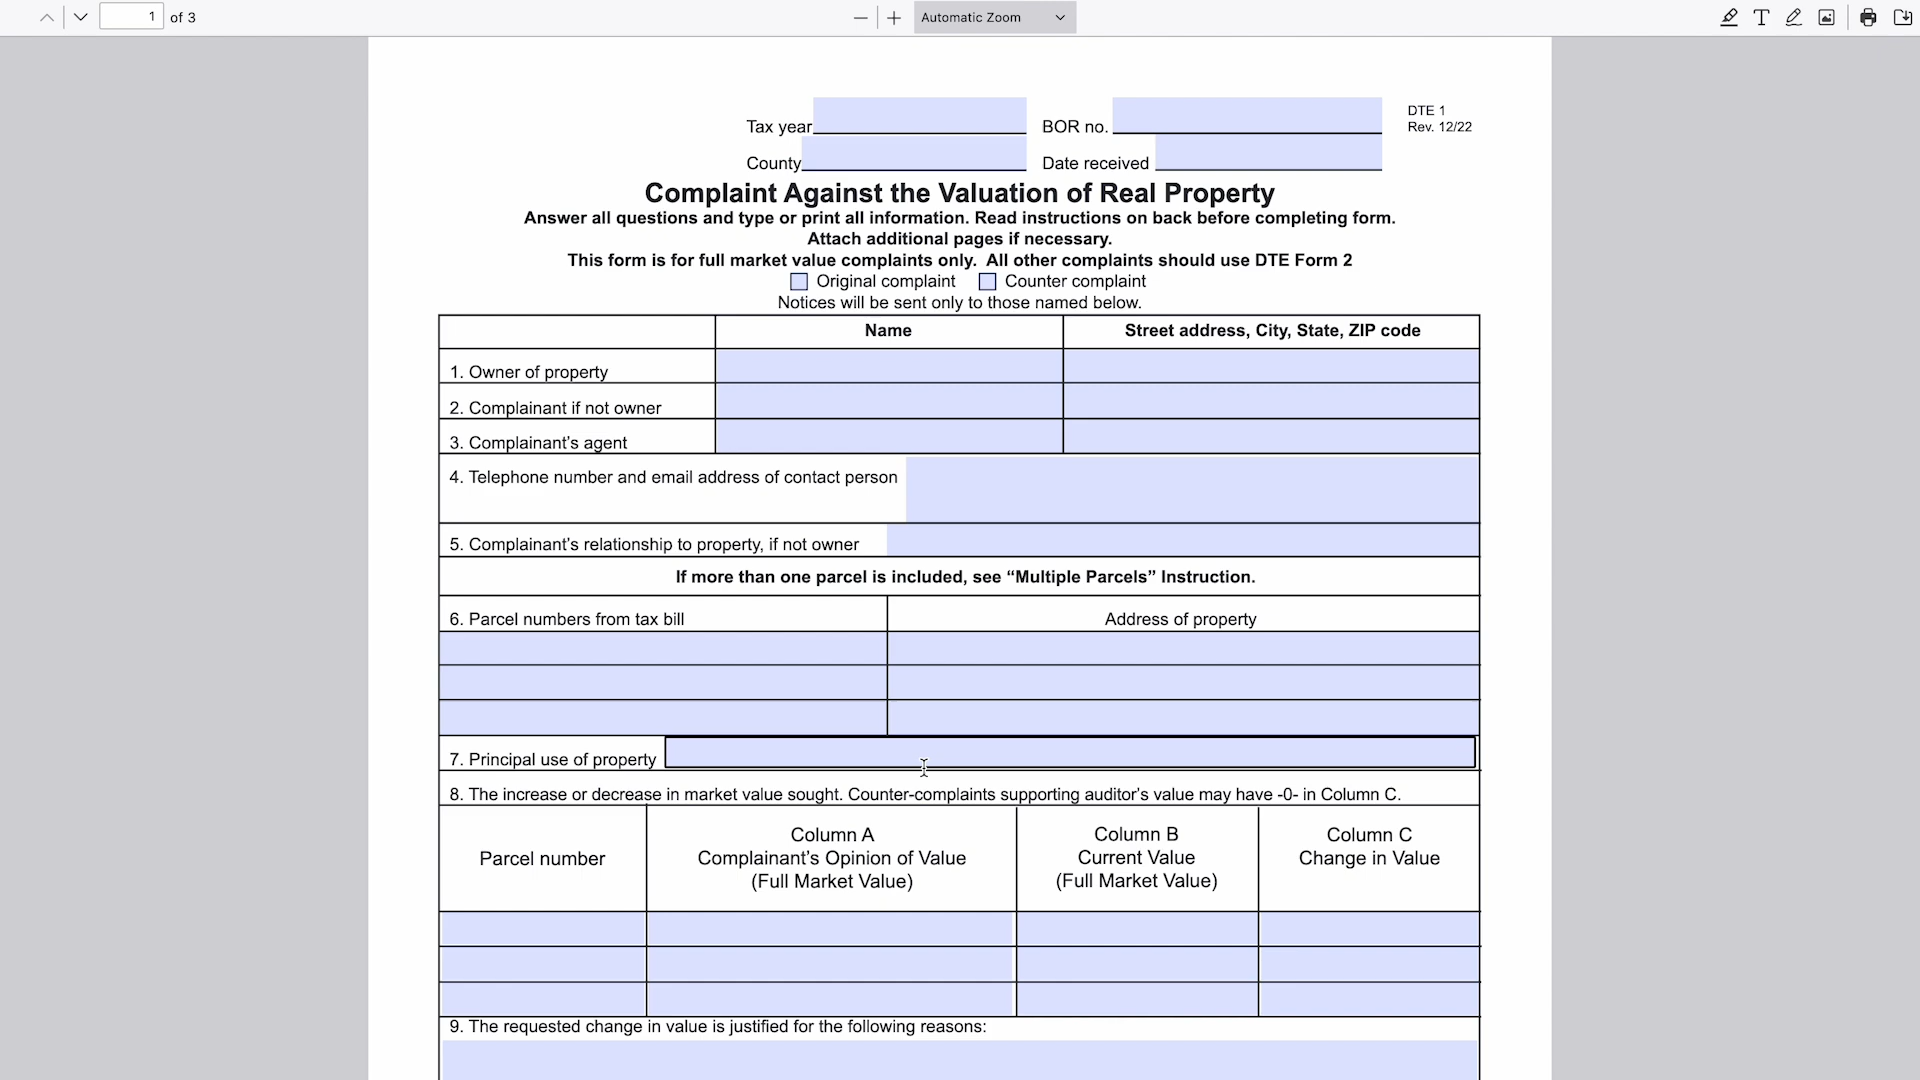 1 of 3 Automatic Zoom
Tax year BOR no. DTE 1
Rev. 12/22
County Date received
Complaint Against the Valuation of Real Property
Answer all questions and type or print all information. Read instructions on back before completing form.
Attach additional pages if necessary.
This form is for full market value complaints only. All other complaints should use DTE Form 2
Original complaint Counter complaint
Notices will be sent only to those named below.
Name Street address, City, State, ZIP code
1. Owner of property
2. Complainant if not owner
3. Complainant's agent
4. Telephone number and email address of contact person
5. Complainant's relationship to property, if not owner
If more than one parcel is included, see “Multiple Parcels” Instruction.
6. Parcel numbers from tax bill Address of property
7. Principal use of property
8. The increase or decrease in market value sought. Counter-complaints supporting auditor's value may have -0- in Column C.
Parcel number
Column A
Complainant's Opinion of Value
(Full Market Value)
Column B
Current Value
(Full Market Value)
Column C
Change in Value
9. The requested change in value is justified for the following reasons: